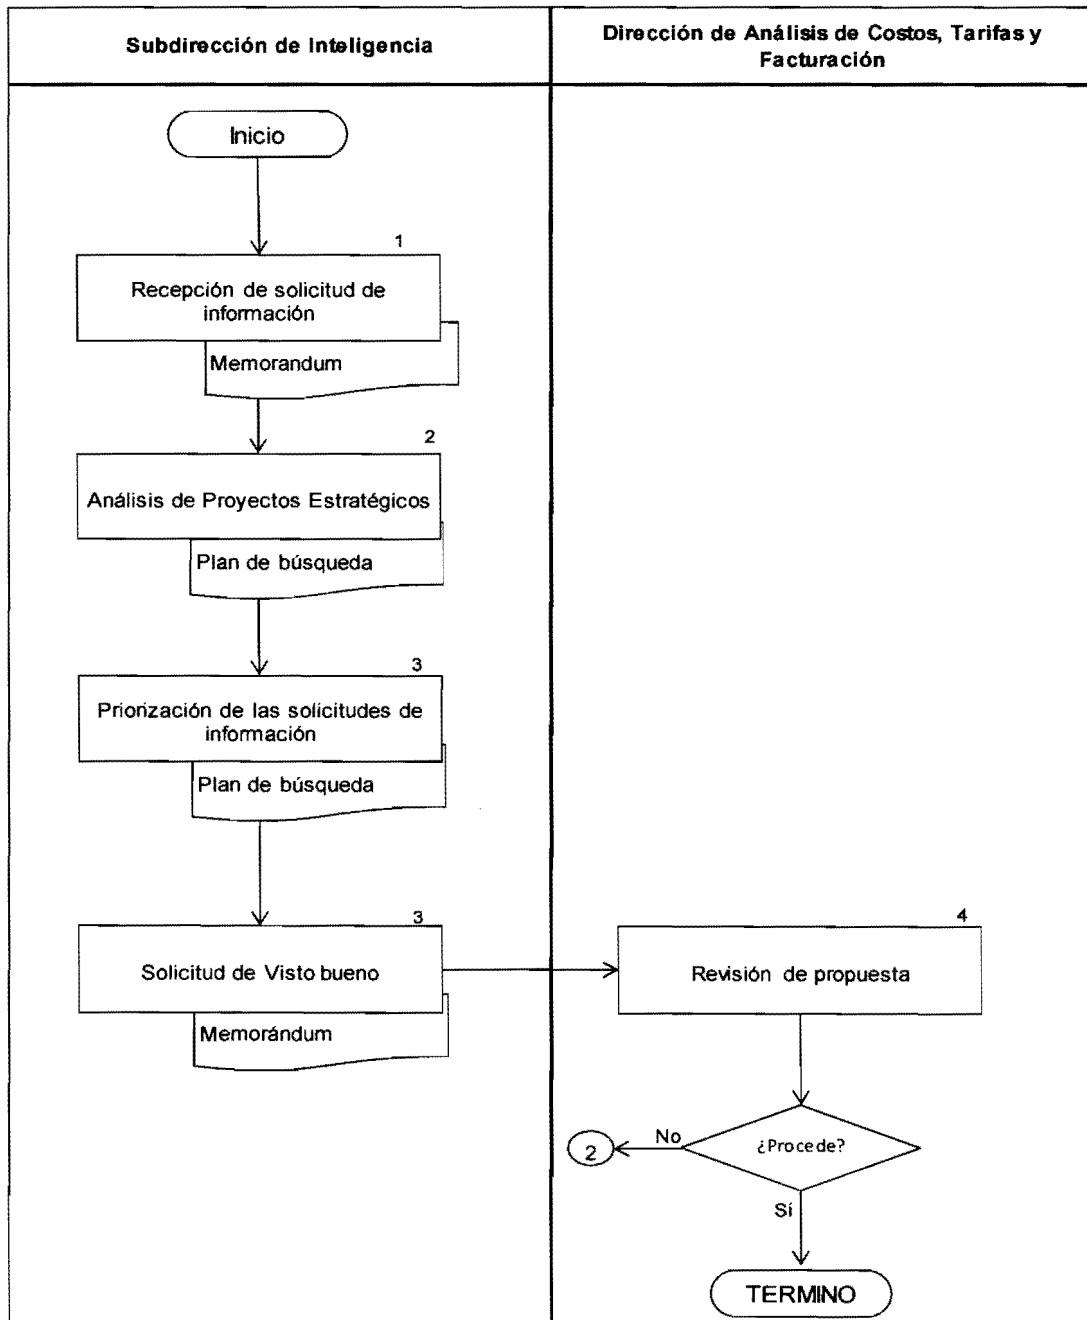 Subdirección de Inteligencia
Dirección de Análisis de Costos, Tarifas y
Facturación
Inicio
1
Recepción de solicitud de
información
Memorandum
2
Análisis de Proyectos Estratégicos
Plan de búsqueda
3
Priorización de las solicitudes de
información
Plan de búsqueda
3
Solicitud de Visto bueno
Memorándum
4
Revisión de propuesta
¿Procede?
No
2
Sí
TERMINO